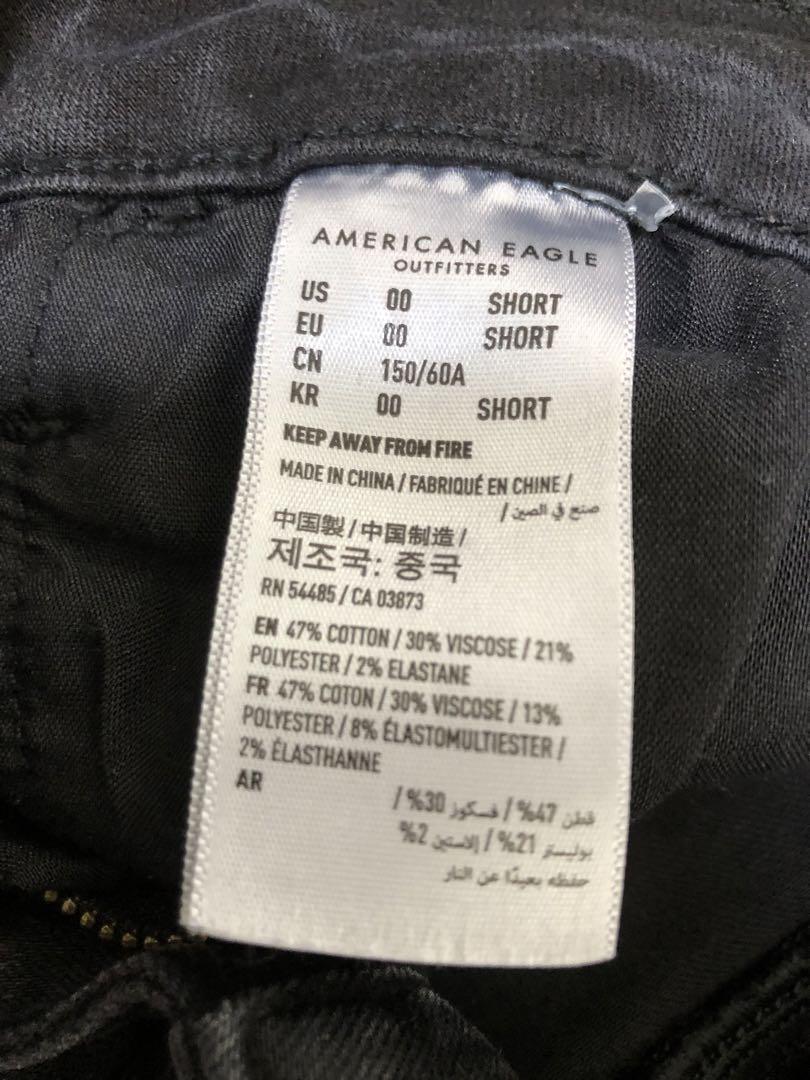 AMERICAN EAGLE
OUTFITTERS
US 00 SHORT
EU 00 SHORT
CN 150/60A
KR 00 SHORT
KEEP AWAY FROM FIRE
MADE IN CHINA / FABRIQUÉ EN CHINE /
صنع في الصين /
中国製 / 中国制造 /
제조국: 중국
RN 54485 / CA 03873
EN 47% COTTON / 30% VISCOSE / 21%
POLYESTER / 2% ELASTANE
FR 47% COTON / 30% VISCOSE / 13%
POLYESTER / 8% ÉLASTOMULTIESTER /
2% ÉLASTHANNE
AR
قطن 47% / فسكوز 30% /
بوليستر 21% / إلاستين 2%
حفظه بعيدًا عن النار